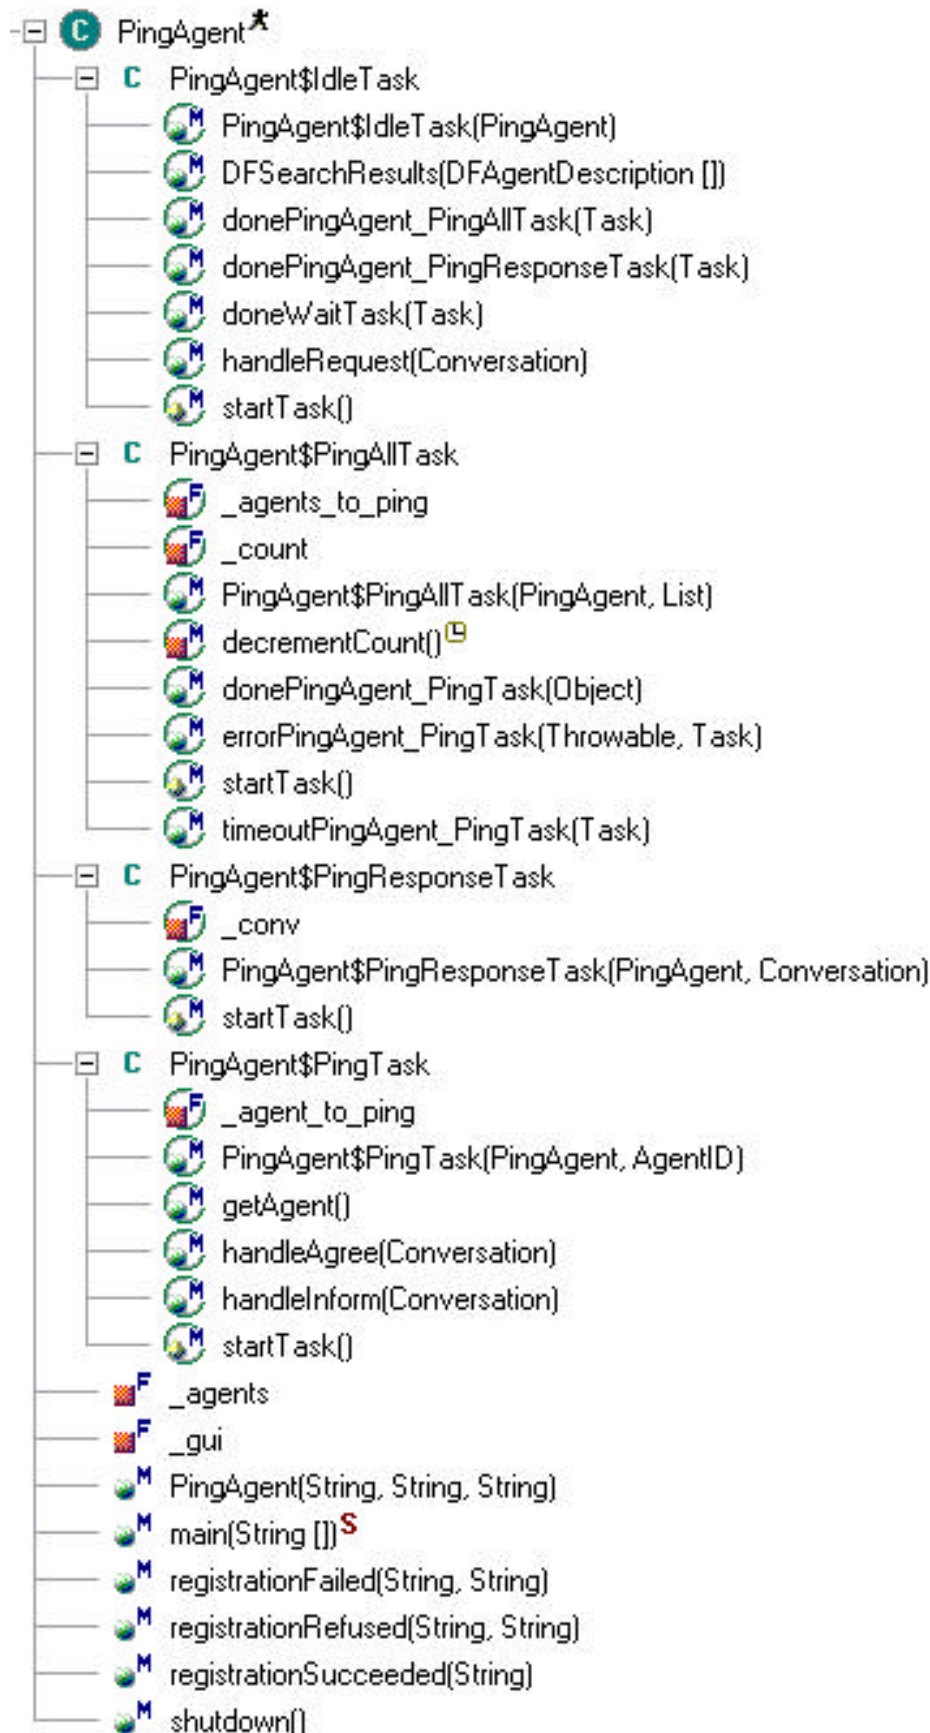 PingAgent
C PingAgent$IdleTask
M PingAgent$IdleTask(PingAgent)
M DFSearchResults(DFAgentDescription [])
M donePingAgent_PingAllTask(Task)
M donePingAgent_PingResponseTask(Task)
M doneWaitTask(Task)
M handleRequest(Conversation)
M startTask()
C PingAgent$PingAllTask
F _agents_to_ping
F _count
M PingAgent$PingAllTask(PingAgent, List)
M decrementCount()
M donePingAgent_PingTask(Object)
M errorPingAgent_PingTask(Throwable, Task)
M startTask()
M timeoutPingAgent_PingTask(Task)
C PingAgent$PingResponseTask
F _conv
M PingAgent$PingResponseTask(PingAgent, Conversation)
M startTask()
C PingAgent$PingTask
F _agent_to_ping
M PingAgent$PingTask(PingAgent, AgentID)
M getAgent()
M handleAgree(Conversation)
M handleInform(Conversation)
M startTask()
F _agents
F _gui
M PingAgent(String, String, String)
M main(String []) S
M registrationFailed(String, String)
M registrationRefused(String, String)
M registrationSucceeded(String)
M shutdown()